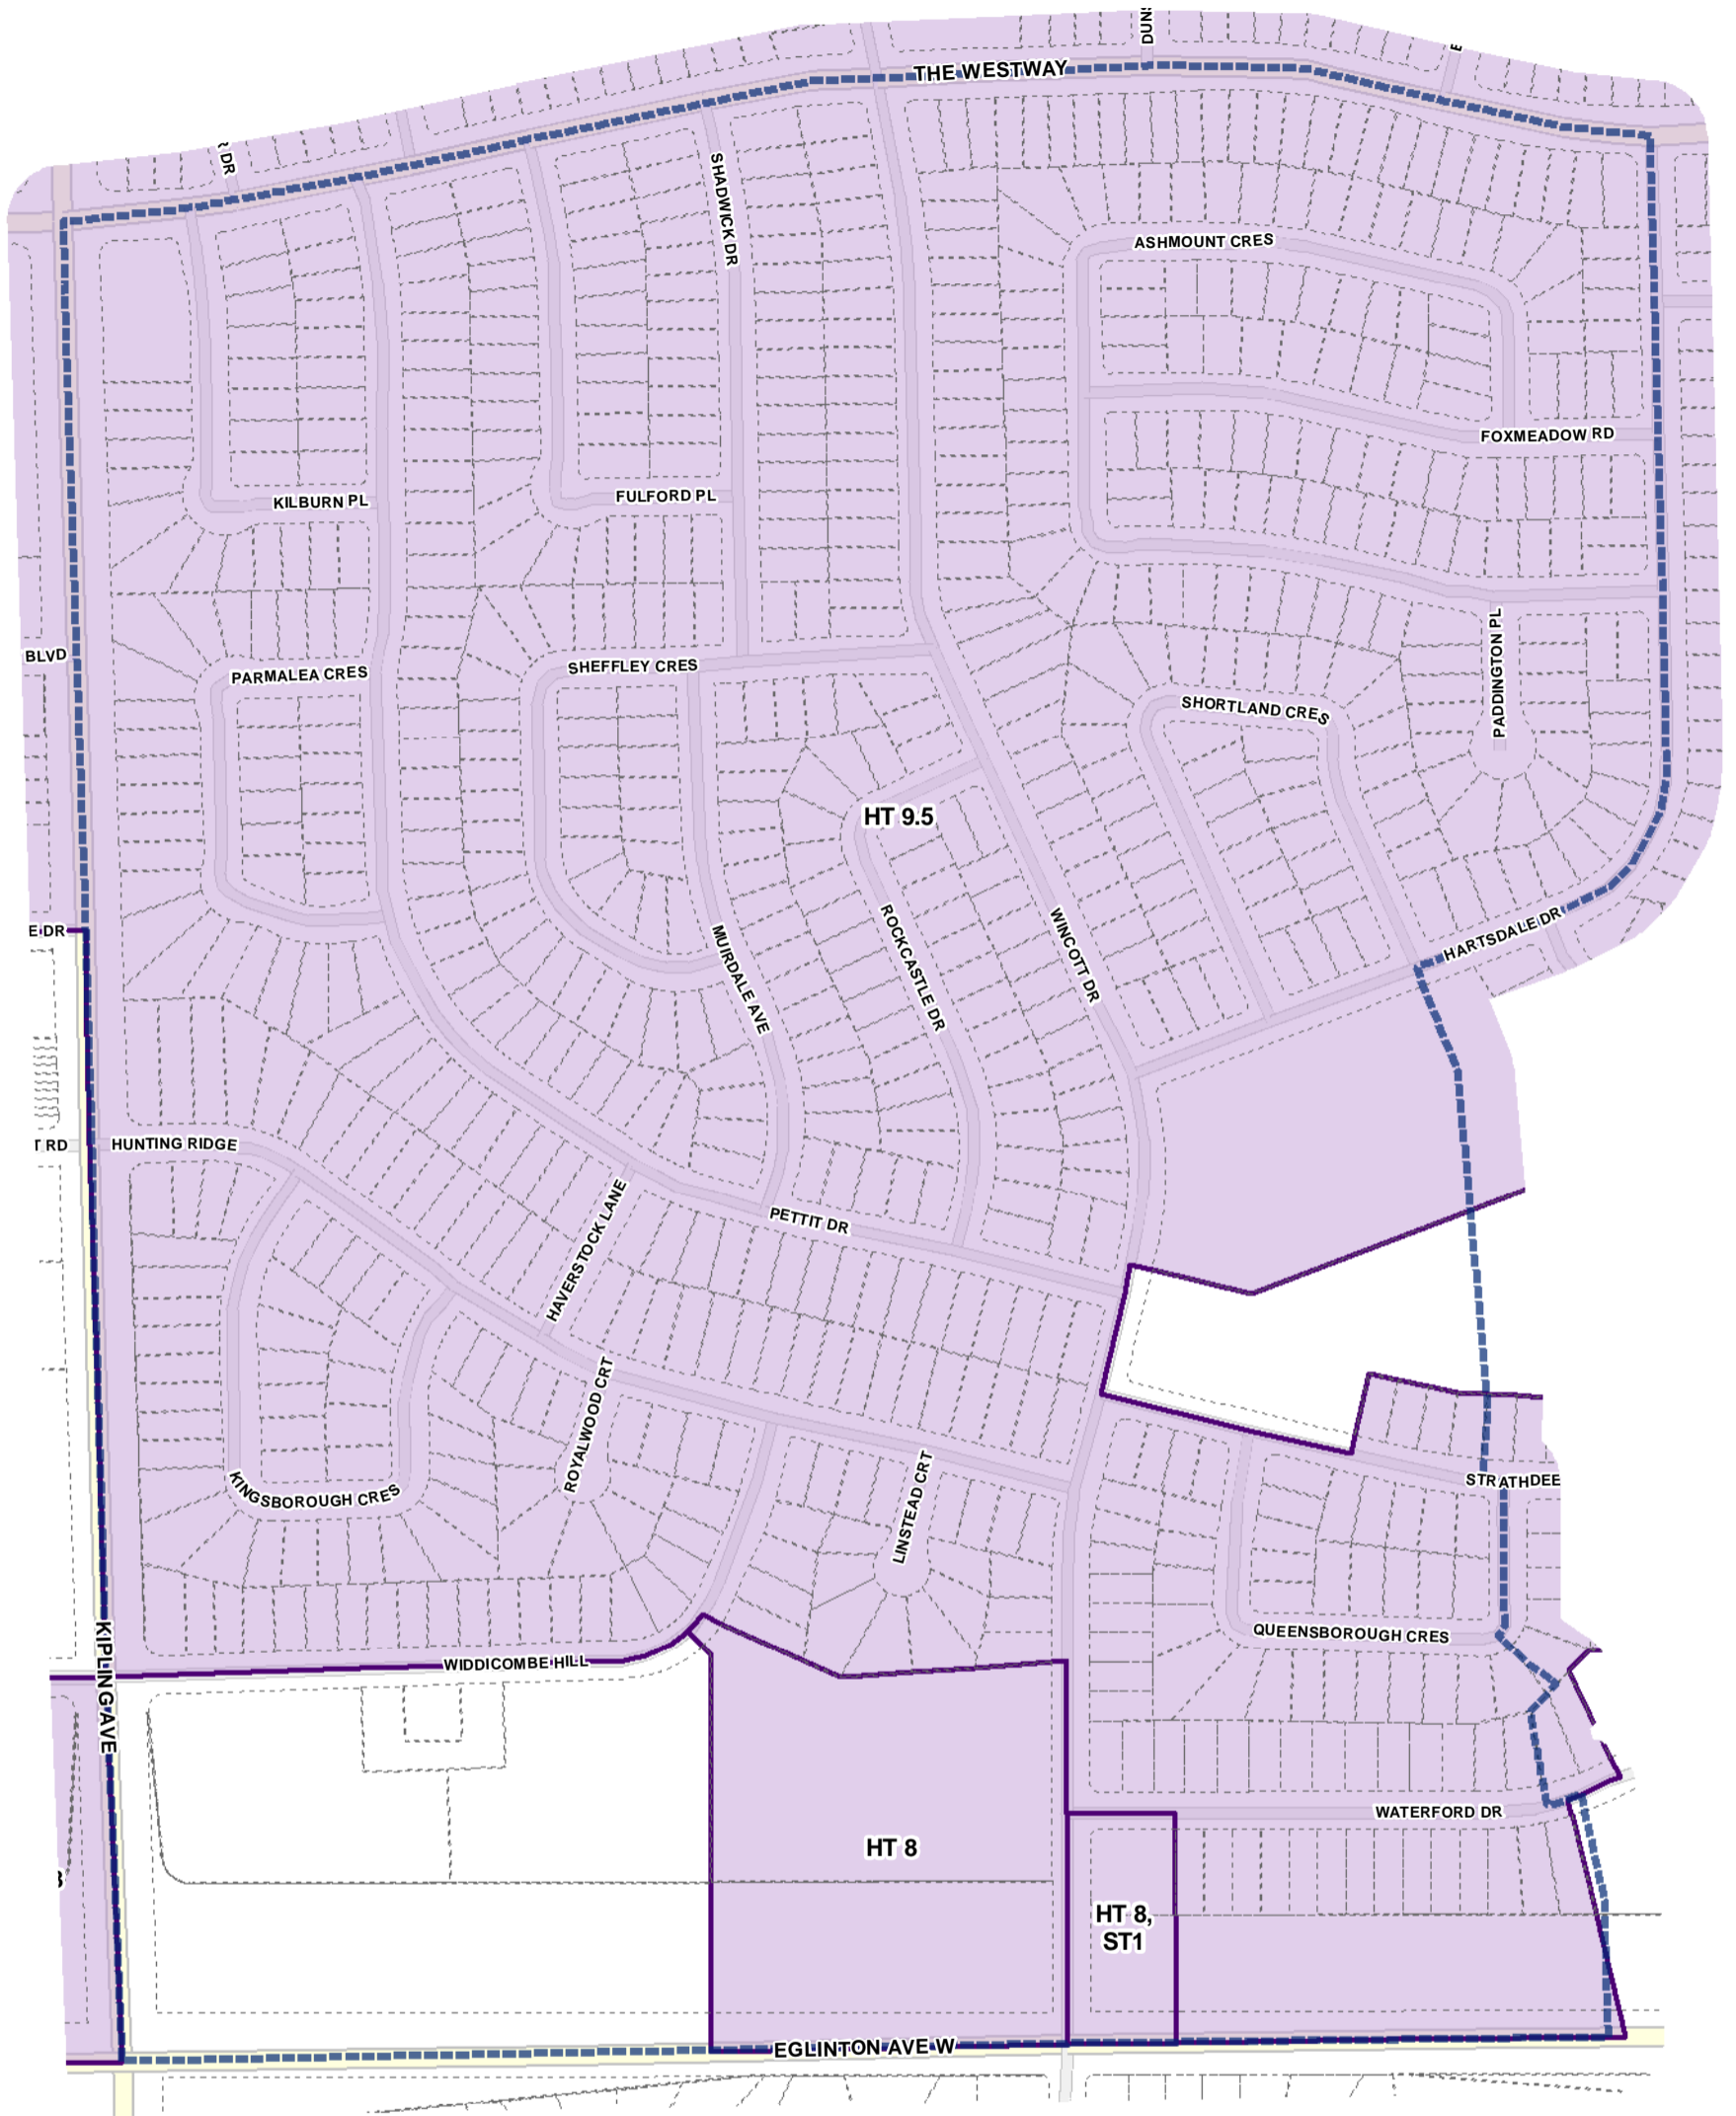 DUNS
THE WESTWAY
R DR
SHADWICK DR
ASHMOUNT CRES
FOXMEADOW RD
KILBURN PL
FULFORD PL
BLVD
PARMALEA CRES
SHEFFLEY CRES
PADDINGTON PL
SHORTLAND CRES
HT 9.5
E DR
MUIRDALE AVE
ROCKCASTLE DR
WINCOTT DR
HARTSDALE DR
T RD
HUNTING RIDGE
HAVERSTOCK LANE
PETTIT DR
ROYALWOOD CRT
KINGSBOROUGH CRES
LINSTEAD CRT
STRATHDEE
QUEENSBOROUGH CRES
KIPLING AVE
WIDDICOMBE HILL
WATERFORD DR
HT 8
HT 8,
ST1
EGLINTON AVE W